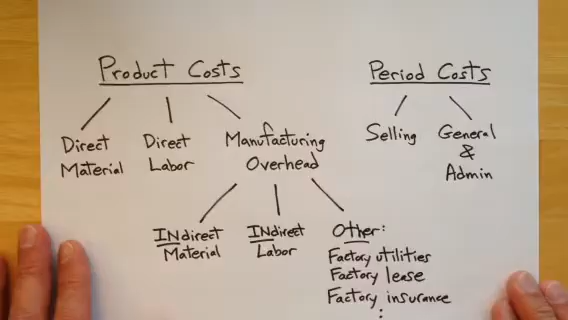 Product Costs
Period Costs
Direct
Material
Direct
Labor
Manufacturing
Overhead
Selling
General
&
Admin
INdirect
Material
INdirect
Labor
Other:
Factory utilities
Factory lease
Factory insurance
: